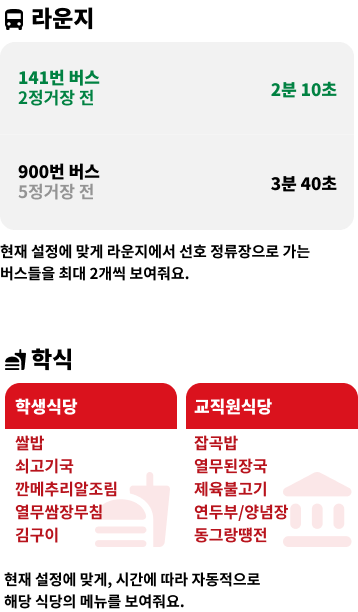 라운지
141번 버스
2정거장 전
2분 10초
900번 버스
5정거장 전
3분 40초
현재 설정에 맞게 라운지에서 선호 정류장으로 가는
버스들을 최대 2개씩 보여줘요.
학식
학생식당
쌀밥
쇠고기국
깐메추리알조림
열무쌈장무침
김구이
교직원식당
잡곡밥
열무된장국
제육불고기
연두부/양념장
동그랑땡전
현재 설정에 맞게, 시간에 따라 자동적으로
해당 식당의 메뉴를 보여줘요.